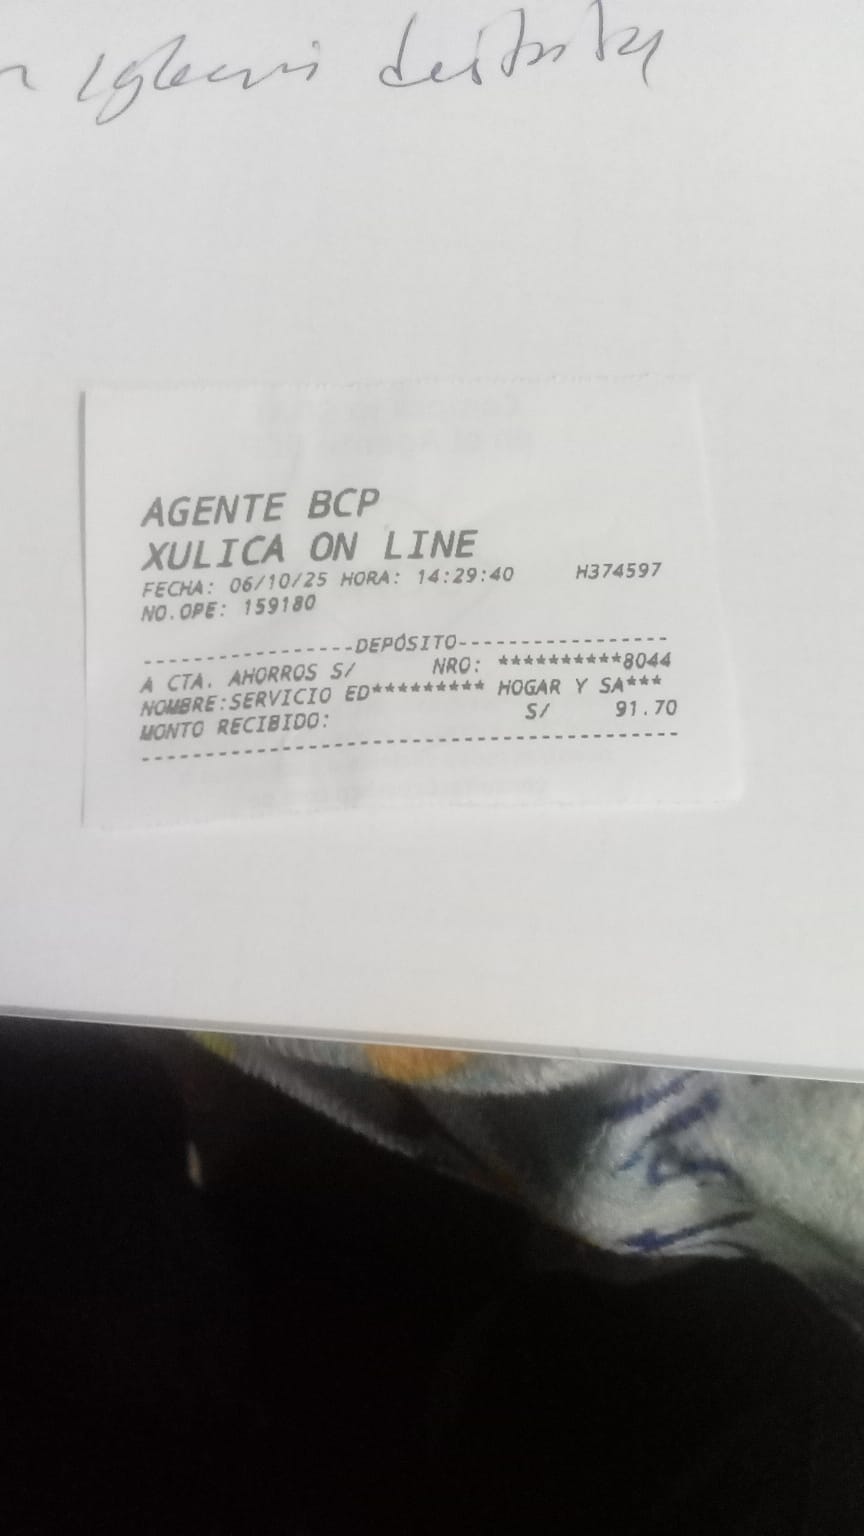 AGENTE BCP
XULICA ON LINE
FECHA: 06/10/25 HORA: 14:29:40 H374597
NO.OPE: 159180
-----------------DEPÓSITO-----------------
A CTA. AHORROS S/ NRO: **********8044
NOMBRE:SERVICIO ED********* HOGAR Y SA***
MONTO RECIBIDO: S/ 91.70